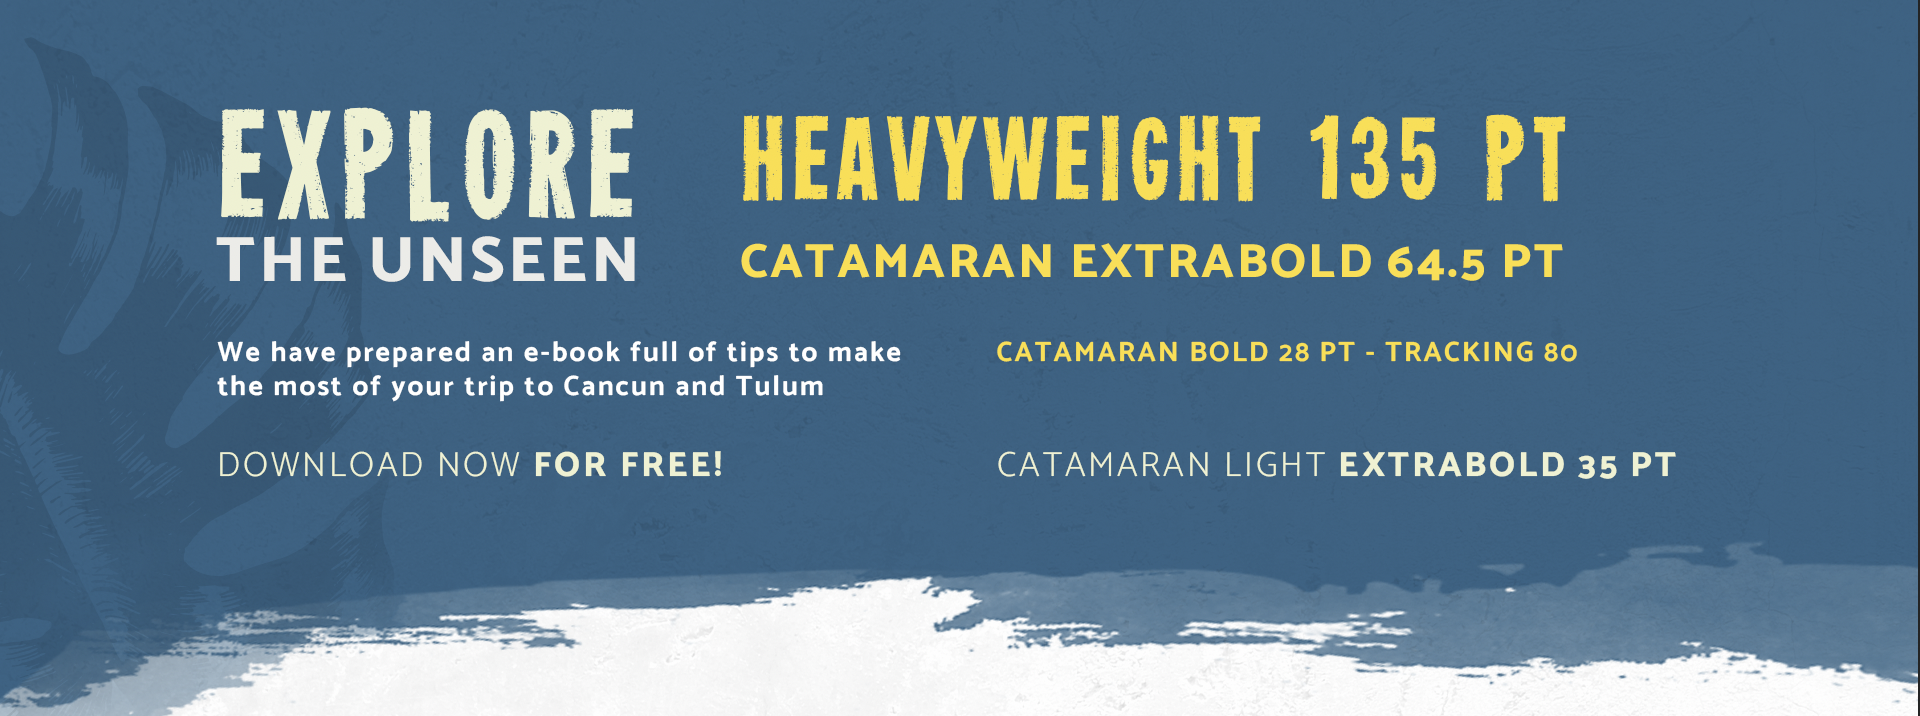 EXPLORE
THE UNSEEN
HEAVYWEIGHT 135 PT
CATAMARAN EXTRABOLD 64.5 PT
We have prepared an e-book full of tips to make
the most of your trip to Cancun and Tulum
CATAMARAN BOLD 28 PT - TRACKING 80
DOWNLOAD NOW FOR FREE!
CATAMARAN LIGHT EXTRABOLD 35 PT